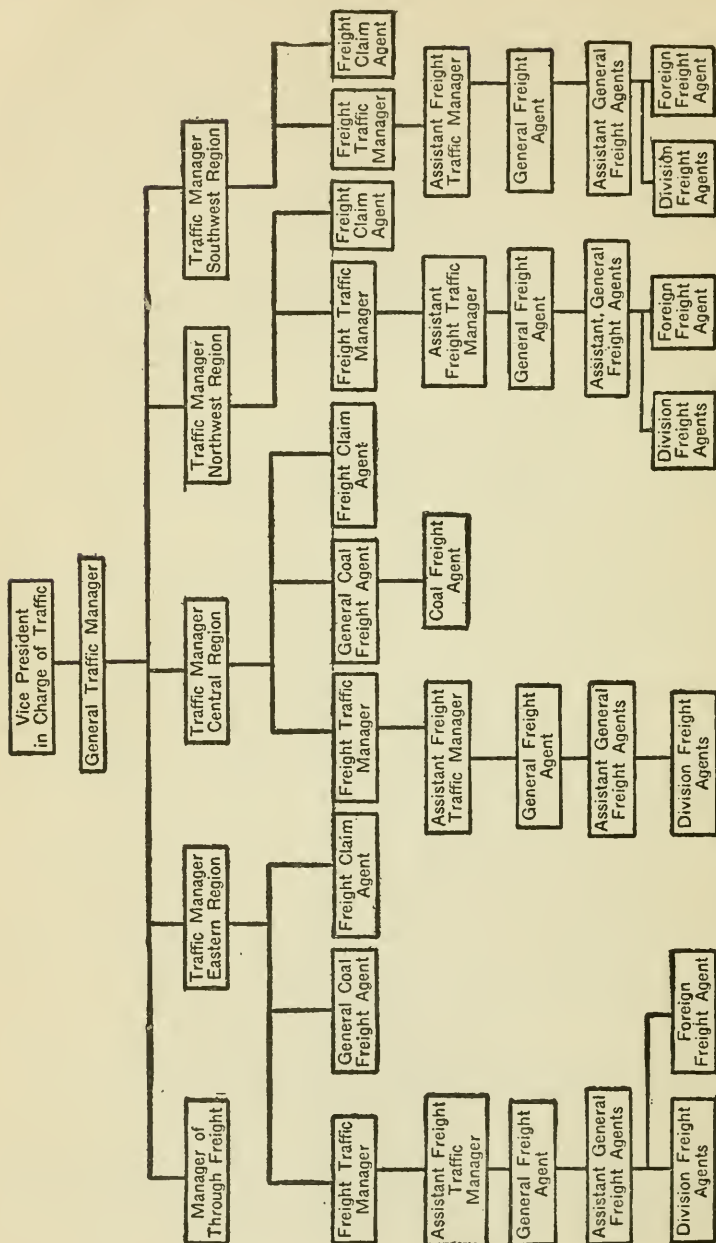 Vice President
in Charge of Traffic
General Traffic Manager
Manager of
Through Freight
Traffic Manager
Eastern Region
Traffic Manager
Central Region
Traffic Manager
Northwest Region
Traffic Manager
Southwest Region
Freight Traffic
Manager
General Coal
Freight Agent
Freight Claim
Agent
Freight Traffic
Manager
General Coal
Freight Agent
Freight Claim
Agent
Freight Traffic
Manager
Freight
Claim
Agent
Freight
Traffic
Manager
Freight
Claim
Agent
Assistant Freight
Traffic
Manager
Assistant Freight
Traffic Manager
Coal Freight
Agent
Assistant
Freight Traffic
Manager
Assistant Freight
Traffic Manager
General Freight
Agent
General Freight
Agent
General Freight
Agent
General Freight
Agent
Assistant General
Freight Agents
Assistant General
Freight Agents
Assistant, General
Freight Agents
Assistant General
Freight Agents
Division Freight
Agents
Foreign
Freight Agent
Division Freight
Agents
Division
Freight
Agents
Foreign
Freight
Agent
Division
Freight
Agents
Foreign
Freight
Agent